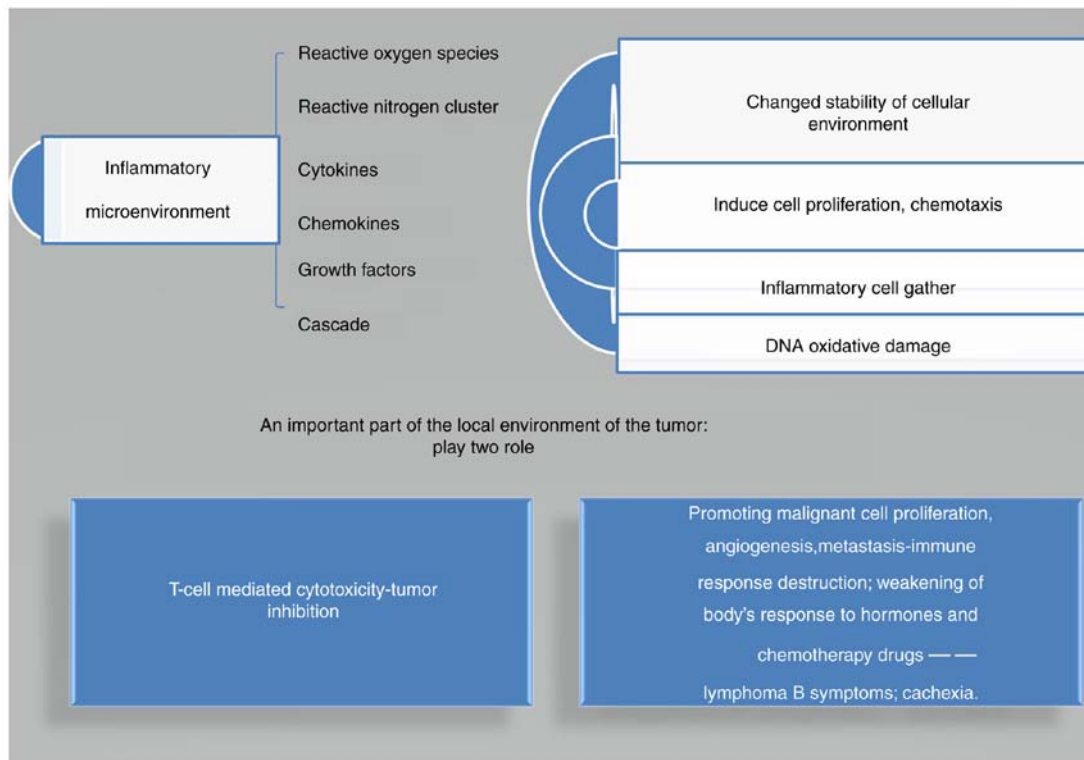 Inflammatory
microenvironment
Reactive oxygen species
Reactive nitrogen cluster
Cytokines
Chemokines
Growth factors
Cascade
Changed stability of cellular
environment
Induce cell proliferation, chemotaxis
Inflammatory cell gather
DNA oxidative damage
An important part of the local environment of the tumor:
play two role
T-cell mediated cytotoxicity-tumor
inhibition
Promoting malignant cell proliferation,
angiogenesis,metastasis-immune
response destruction; weakening of
body's response to hormones and
chemotherapy drugs — —
lymphoma B symptoms; cachexia.